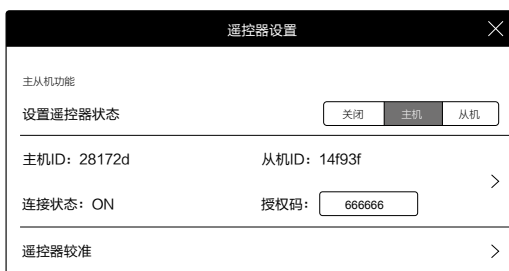 遥控器设置
主从机功能
设置遥控器状态 关闭 主机 从机
主机ID：28172d 从机ID：14f93f
连接状态：ON 授权码： 666666
遥控器较准